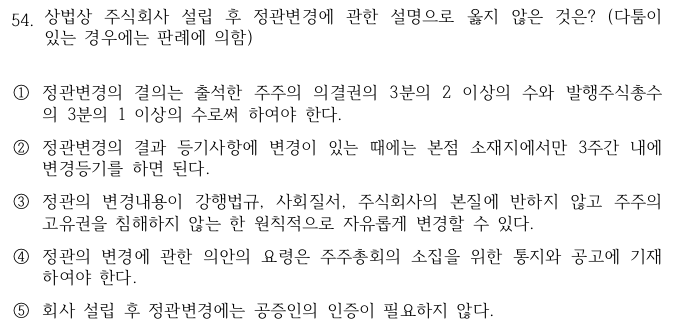 54. 상법상 주식회사 설립 후 정관변경에 관한 설명으로 옳지 않은 것은? (다툼이
있는 경우에는 판례에 의함)
① 정관변경의 결의는 출석한 주주의 의결권의 3분의 2 이상의 수와 발행주식총수
의 3분의 1 이상의 수로써 하여야 한다.
② 정관변경의 결과 등기사항에 변경이 있는 때에는 본점 소재지에서만 3주간 내에
변경등기를 하면 된다.
③ 정관의 변경내용이 강행법규, 사회질서, 주식회사의 본질에 반하지 않고 주주의
고유권을 침해하지 않는 한 원칙적으로 자유롭게 변경할 수 있다.
④ 정관의 변경에 관한 의안의 요령은 주주총회의 소집을 위한 통지와 공고에 기재
하여야 한다.
⑤ 회사 설립 후 정관변경에는 공증인의 인증이 필요하지 않다.